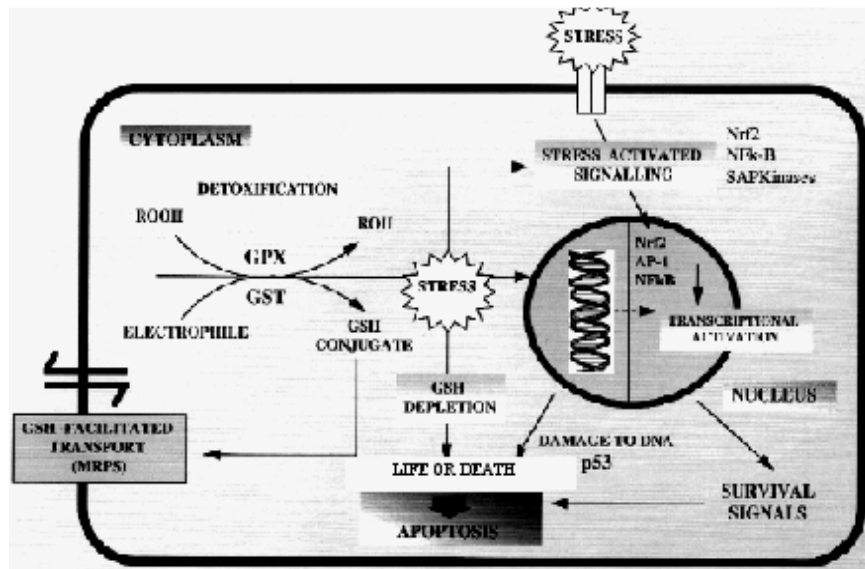 STRESS
CYTOPLASM
STRESS ACTIVATED
SIGNALLING
Nrf2
NFk-B
SAPKinases
DETOXIFICATION
ROOH
ROH
GPX
GST
STRESS
ELECTROPHILE
GSH
CONJUGATE
Nrf2
AP-1
NFkB
TRANSCRIPTIONAL
ACTIVATION
GSH
DEPLETION
NUCLEUS
GSH-FACILITATED
TRANSPORT
(MRPS)
DAMAGE TO DNA
p53
LIFE OR DEATH
APOPTOSIS
SURVIVAL
SIGNALS